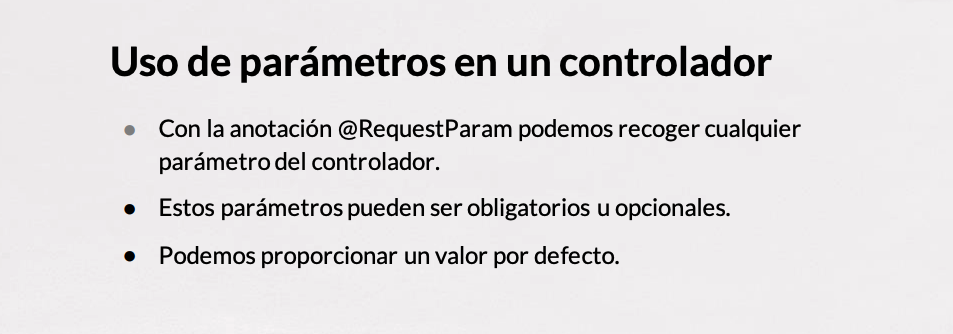 Uso de parámetros en un controlador
● Con la anotación @RequestParam podemos recoger cualquier
parámetro del controlador.
● Estos parámetros pueden ser obligatorios u opcionales.
● Podemos proporcionar un valor por defecto.